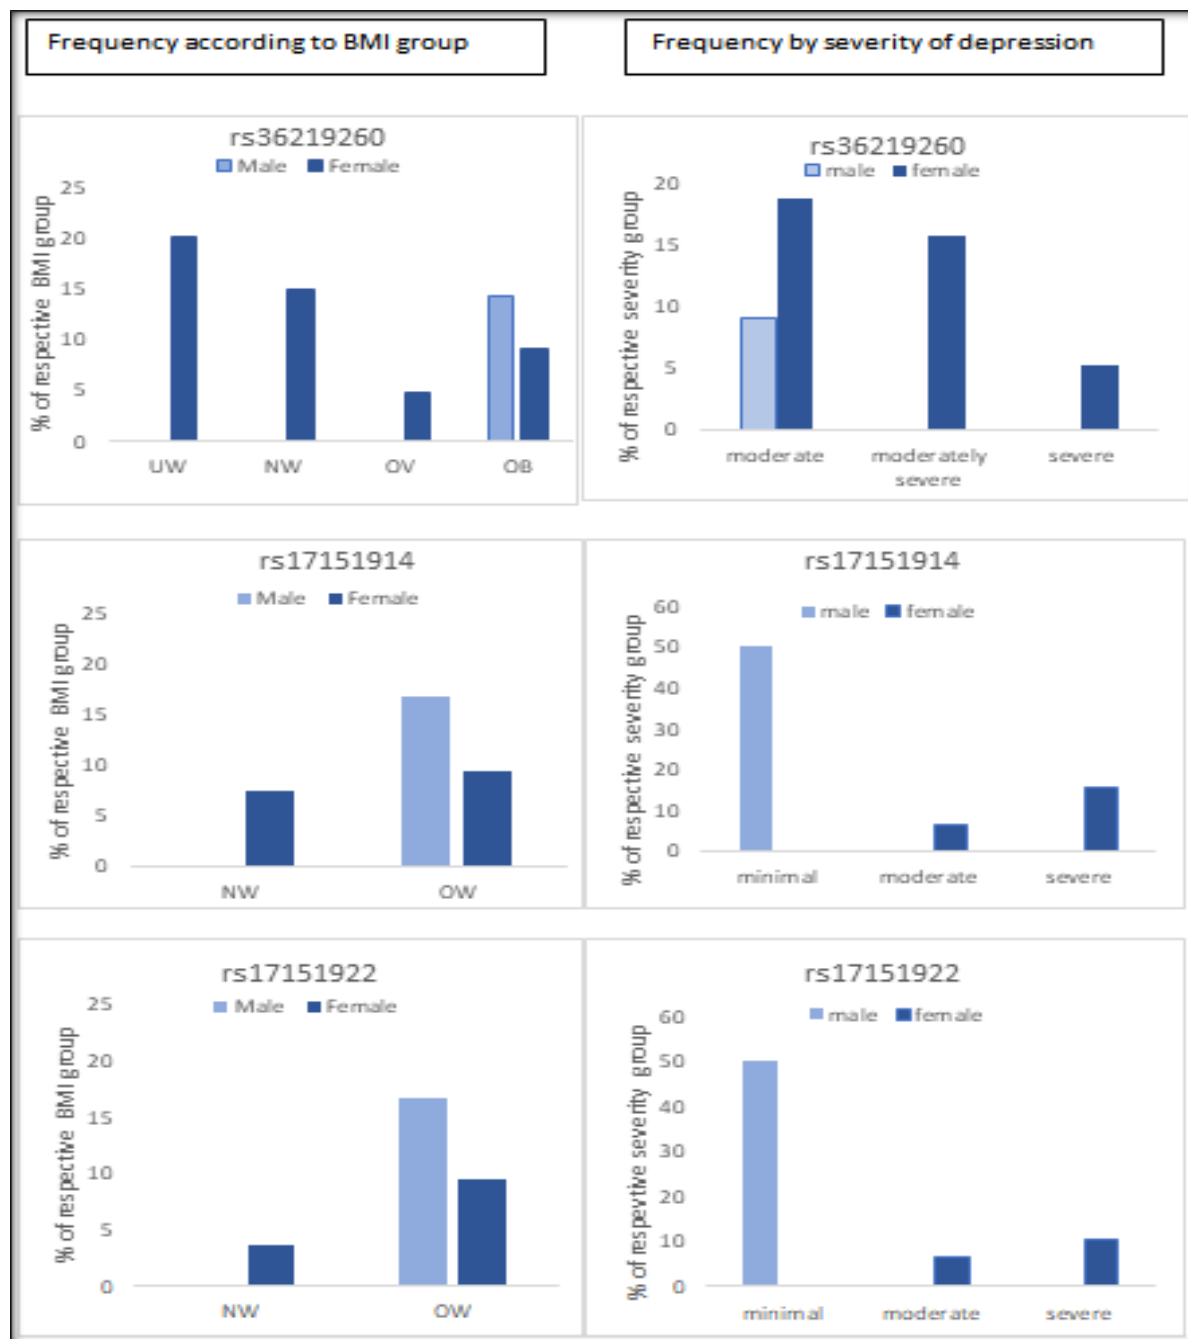 Frequency according to BMI group
Frequency by severity of depression
rs36219260
Male Female
% of respective BMI group
25
20
15
10
5
0
UW NW OV OB
rs36219260
male female
% of respective severity group
20
15
10
5
0
moderate moderately severe
severe
rs17151914
Male Female
% of respective BMI group
25
20
15
10
5
0
NW OW
rs17151914
male female
% of respective severity group
60
50
40
30
20
10
0
minimal moderate severe
rs17151922
Male Female
% of respective BMI group
25
20
15
10
5
0
NW OW
rs17151922
male female
% of respevtive severity group
60
50
40
30
20
10
0
minimal moderate severe